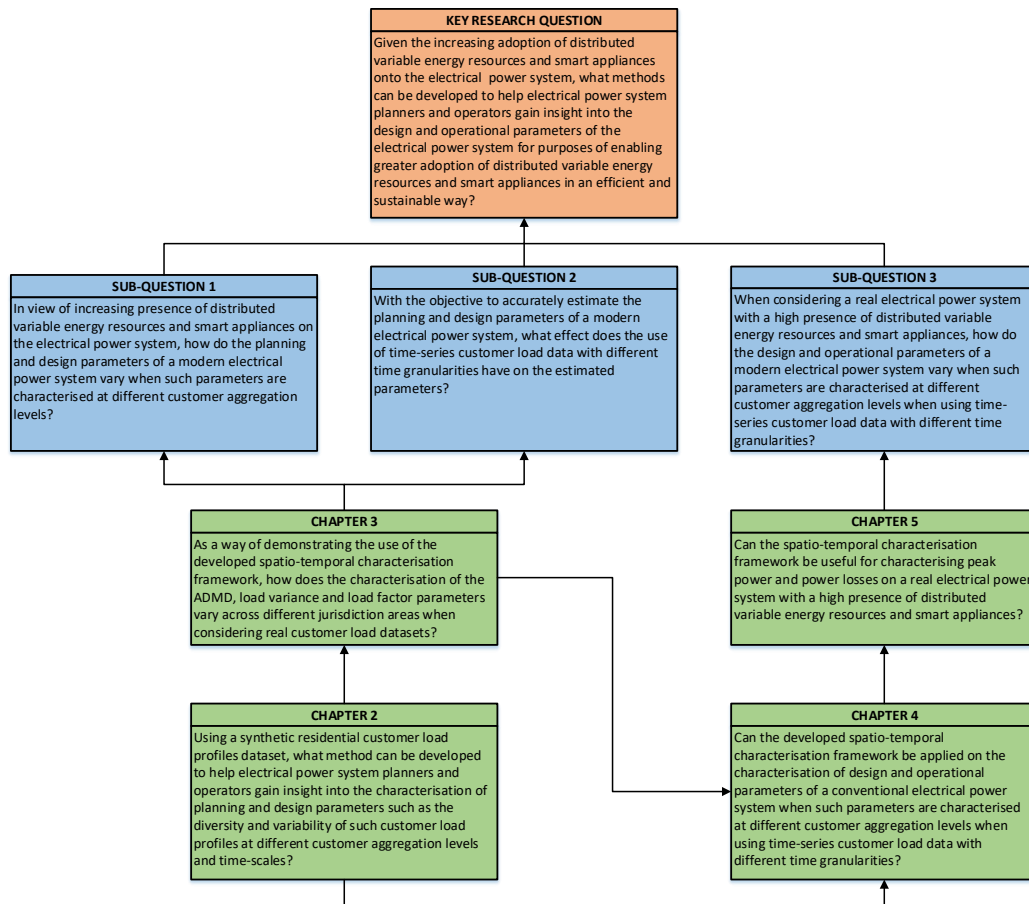 KEY RESEARCH QUESTION
Given the increasing adoption of distributed
variable energy resources and smart appliances
onto the electrical power system, what methods
can be developed to help electrical power system
planners and operators gain insight into the
design and operational parameters of the
electrical power system for purposes of enabling
greater adoption of distributed variable energy
resources and smart appliances in an efficient and
sustainable way?
SUB-QUESTION 1
In view of increasing presence of distributed
variable energy resources and smart appliances on
the electrical power system, how do the planning
and design parameters of a modern electrical
power system vary when such parameters are
characterised at different customer aggregation
levels?
SUB-QUESTION 2
With the objective to accurately estimate the
planning and design parameters of a modern
electrical power system, what effect does the use
of time-series customer load data with different
time granularities have on the estimated
parameters?
SUB-QUESTION 3
When considering a real electrical power system
with a high presence of distributed variable
energy resources and smart appliances, how do
the design and operational parameters of a
modern electrical power system vary when such
parameters are characterised at different
customer aggregation levels when using time-
series customer load data with different time
granularities?
CHAPTER 3
As a way of demonstrating the use of the
developed spatio-temporal characterisation
framework, how does the characterisation of the
ADMD, load variance and load factor parameters
vary across different jurisdiction areas when
considering real customer load datasets?
CHAPTER 5
Can the spatio-temporal characterisation
framework be useful for characterising peak
power and power losses on a real electrical power
system with a high presence of distributed
variable energy resources and smart appliances?
CHAPTER 2
Using a synthetic residential customer load
profiles dataset, what method can be developed
to help electrical power system planners and
operators gain insight into the characterisation of
planning and design parameters such as the
diversity and variability of such customer load
profiles at different customer aggregation levels
and time-scales?
CHAPTER 4
Can the developed spatio-temporal
characterisation framework be applied on the
characterisation of design and operational
parameters of a conventional electrical power
system when such parameters are characterised
at different customer aggregation levels when
using time-series customer load data with
different time granularities?